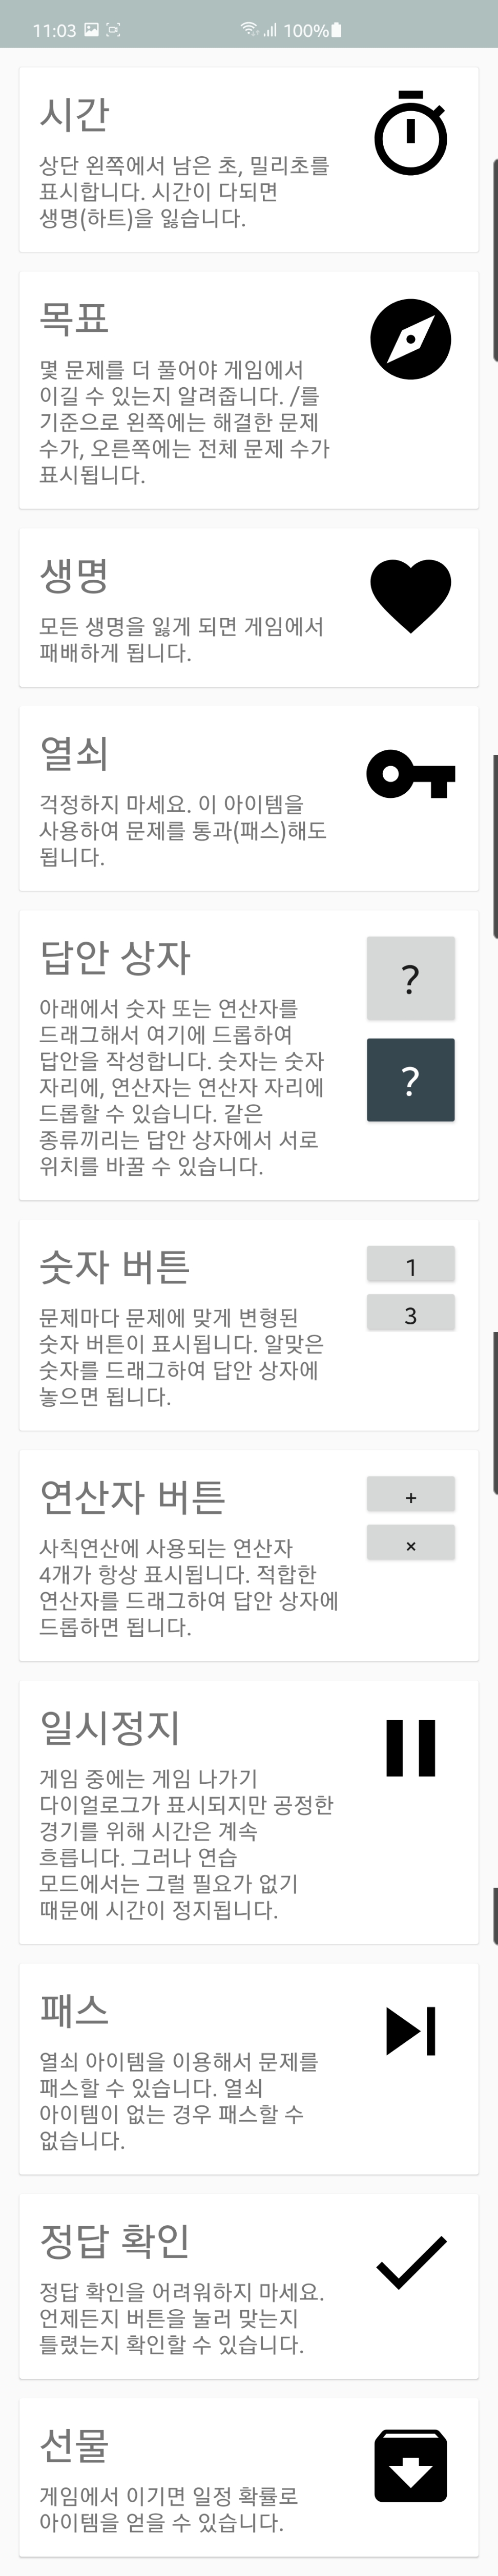 11:03
100%
시간
상단 왼쪽에서 남은 초, 밀리초를
표시합니다. 시간이 다되면
생명(하트)을 잃습니다.
목표
몇 문제를 더 풀어야 게임에서
이길 수 있는지 알려줍니다. /를
기준으로 왼쪽에는 해결한 문제
수가, 오른쪽에는 전체 문제 수가
표시됩니다.
생명
모든 생명을 잃게 되면 게임에서
패배하게 됩니다.
열쇠
걱정하지 마세요. 이 아이템을
사용하여 문제를 통과(패스)해도
됩니다.
답안 상자
아래에서 숫자 또는 연산자를
드래그해서 여기에 드롭하여
답안을 작성합니다. 숫자는 숫자
자리에, 연산자는 연산자 자리에
드롭할 수 있습니다. 같은
종류끼리는 답안 상자에서 서로
위치를 바꿀 수 있습니다.
?
?
숫자 버튼
문제마다 문제에 맞게 변형된
숫자 버튼이 표시됩니다. 알맞은
숫자를 드래그하여 답안 상자에
놓으면 됩니다.
1
3
연산자 버튼
사칙연산에 사용되는 연산자
4개가 항상 표시됩니다. 적합한
연산자를 드래그하여 답안 상자에
드롭하면 됩니다.
+
×
일시정지
게임 중에는 게임 나가기
다이얼로그가 표시되지만 공정한
경기를 위해 시간은 계속
흐릅니다. 그러나 연습
모드에서는 그럴 필요가 없기
때문에 시간이 정지됩니다.
패스
열쇠 아이템을 이용해서 문제를
패스할 수 있습니다. 열쇠
아이템이 없는 경우 패스할 수
없습니다.
정답 확인
정답 확인을 어려워하지 마세요.
언제든지 버튼을 눌러 맞는지
틀렸는지 확인할 수 있습니다.
선물
게임에서 이기면 일정 확률로
아이템을 얻을 수 있습니다.